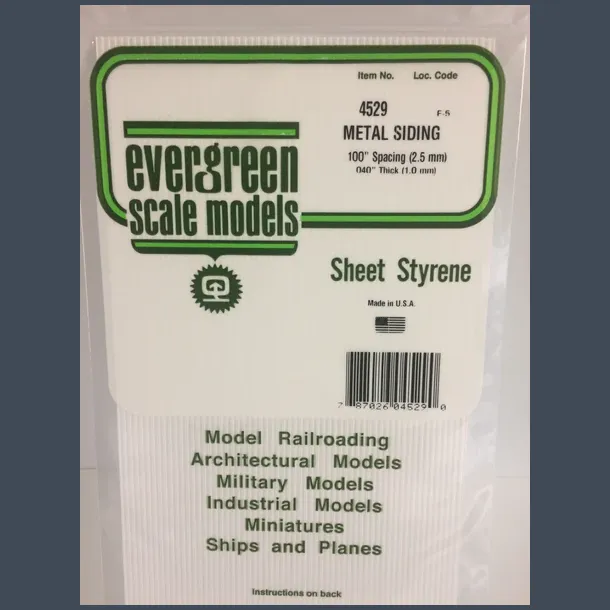 Item No. Loc. Code
4529 F-5
METAL SIDING
100" Spacing (2.5 mm)
040" Thick (1.0 mm)
evergreen
scale models
Sheet Styrene
Made in U.S.A.
7 87026 04529 0
Model Railroading
Architectural Models
Military Models
Industrial Models
Miniatures
Ships and Planes
Instructions on back